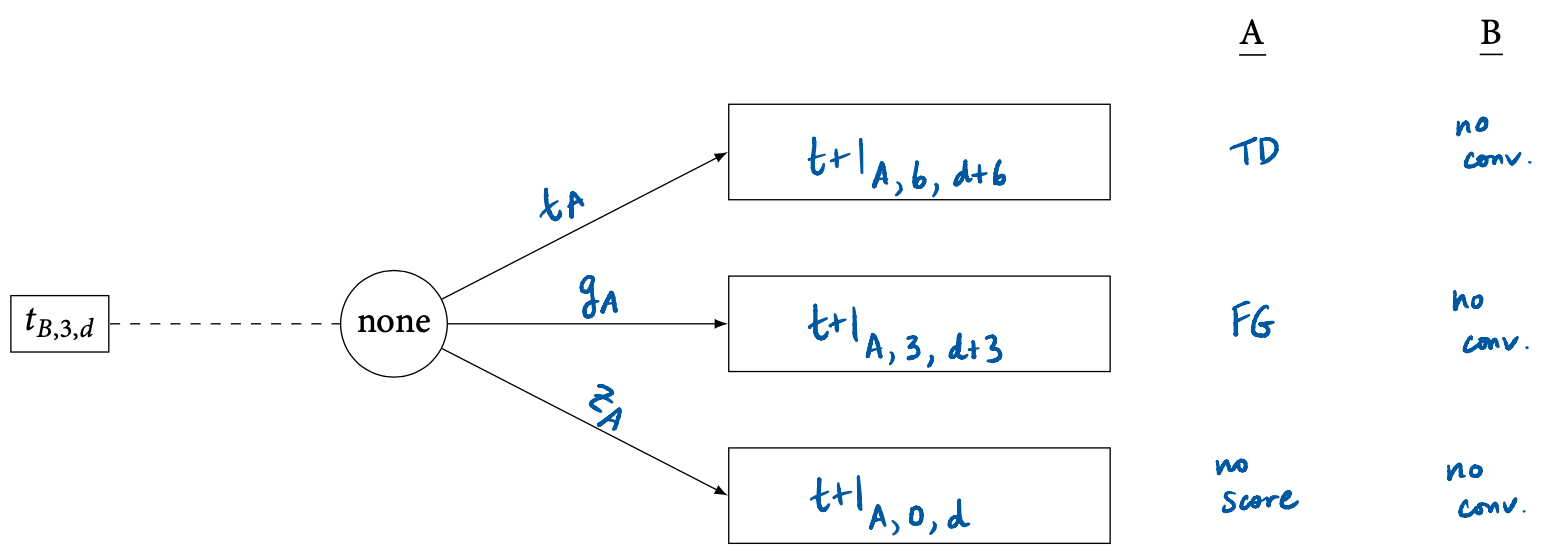 A B
t+1_{A, 6, d+6} TD no conv.
t_A
g_A
t_{B,3,d} none t+1_{A, 3, d+3} FG no conv.
z_A
t+1_{A, 0, d} no score no conv.